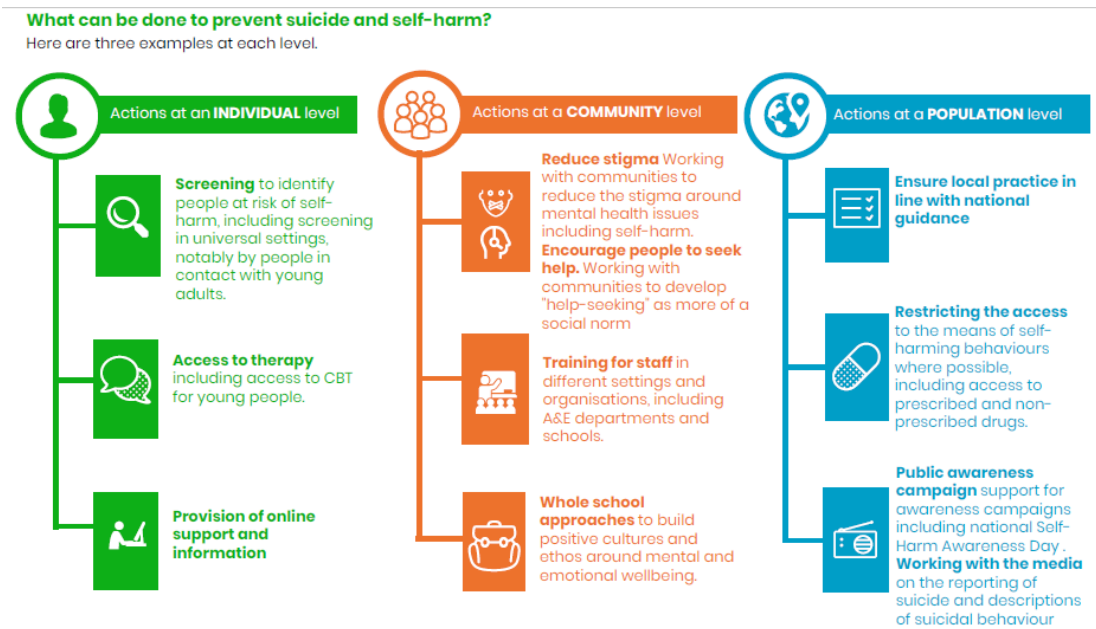 What can be done to prevent suicide and self-harm?
Here are three examples at each level.
Actions at an INDIVIDUAL level
Screening to identify
people at risk of self-
harm, including screening
in universal settings,
notably by people in
contact with young
adults.
Access to therapy
including access to CBT
for young people.
Provision of online
support and
information
Actions at a COMMUNITY level
Reduce stigma Working
with communities to
reduce the stigma around
mental health issues
including self-harm.
Encourage people to seek
help. Working with
communities to develop
"help-seeking" as more of a
social norm
Training for staff in
different settings and
organisations, including
A&E departments and
schools.
Whole school
approaches to build
positive cultures and
ethos around mental and
emotional wellbeing.
Actions at a POPULATION level
Ensure local practice in
line with national
guidance
Restricting the access
to the means of self-
harming behaviours
where possible,
including access to
prescribed and non-
prescribed drugs.
Public awareness
campaign support for
awareness campaigns
including national Self-
Harm Awareness Day .
Working with the media
on the reporting of
suicide and descriptions
of suicidal behaviour